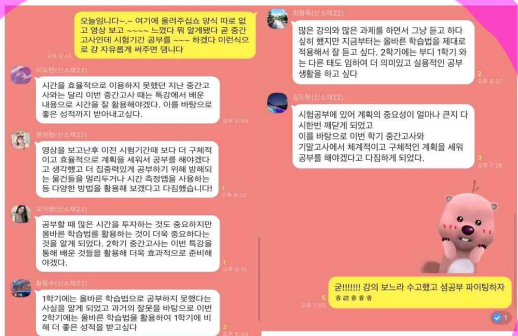 오늘입니다~.~ 여기에 올려주십쇼 양식 따로 없
고 영상 보고 ~~~~ 느꼈다 뭐 알게됐다 곧 중간
고사인데 시험기간 공부를 ~~~ 하겠다 이런식으
로 걍 자유롭게 써주면 댐니다
시간을 효율적으로 이용하지 못했던 지난 중간고
사와는 달리 이번 중간고사 때는 특강에서 배운
내용으로 시간을 잘 활용해야겠다. 이를 바탕으로
좋은 성적까지 받아내고싶다.
영상을 보고난후 이전 시험기간때 보다 더 구체적
이고 효율적으로 계획을 세워서 공부를 해야겠다
고 생각했고 더 집중력있게 공부하기 위해 방해되
는 물건들을 멀리두거나 시간 측정앱을 사용하는
등 다양한 방법을 활용해 보겠다고 다짐했습니다!
공부할 때 많은 시간을 투자하는 것도 중요하지만
올바른 학습법을 활용하는 것이 더욱 중요하다는
것을 알게 되었다. 2학기 중간고사는 이번 특강을
통해 배운 것들을 활용해 더욱 효과적으로 준비해
야겠다.
1학기에는 올바른 학습법으로 공부하지 못했다는
사실을 알게 되었고 과거의 잘못을 바탕으로 이번
2학기에는 올바른 학습법을 활용하여 1학기에 비
해 더 좋은 성적을 받고싶다
많은 강의와 많은 과제를 하면서 그냥 듣고 하다
싶히 했지만 지금부터는 올바른 학습법을 제대로
적용해서 잘 듣고 싶다. 2학기에는 부디 1학기 와
는 다른 태도 임하여 더 의미있고 실용적인 공부
생활을 하고 싶다
시험공부에 있어 계획의 중요성이 얼마나 큰지 다
시한번 깨닫게 되었고
이를 바탕으로 이번 학기 중간고사와
기말고사에서 체계적이고 구체적인 계획을 세워
공부를 해야겠다고 다짐하게 되었다.
굳!!!!!!! 강의 보느라 수고했고 셤공부 파이팅하자